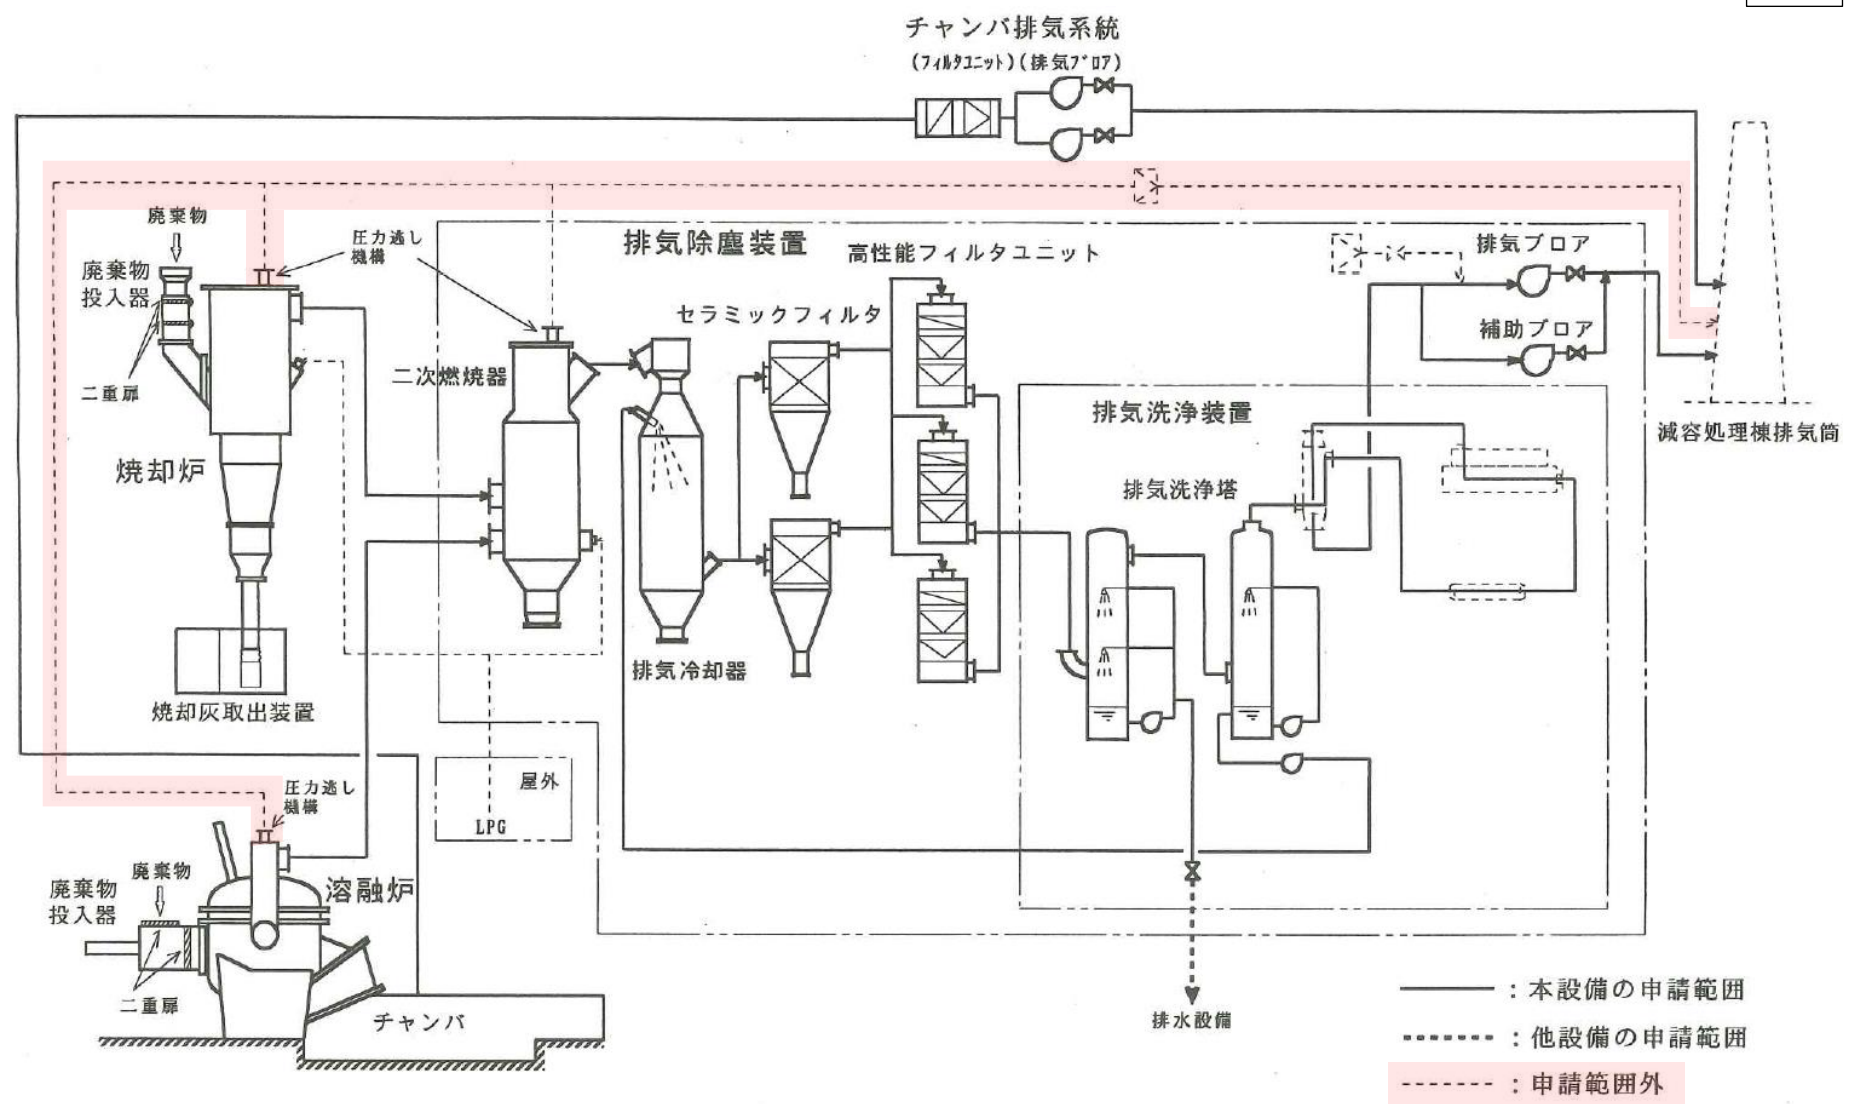 チャンバ排気系統
(フィルタユニット)(排気ブロア)
廃棄物
廃棄物
投入器
二重扉
圧力逃し
機構
焼却炉
焼却灰取出装置
排気除塵装置
高性能フィルタユニット
セラミックフィルタ
二次燃焼器
排気冷却器
排気ブロア
補助ブロア
排気洗浄装置
排気洗浄塔
減容処理棟排気筒
屋外
LPG
圧力逃し
機構
廃棄物
廃棄物
投入器
溶融炉
二重扉
チャンバ
排水設備
:本設備の申請範囲
:他設備の申請範囲
:申請範囲外